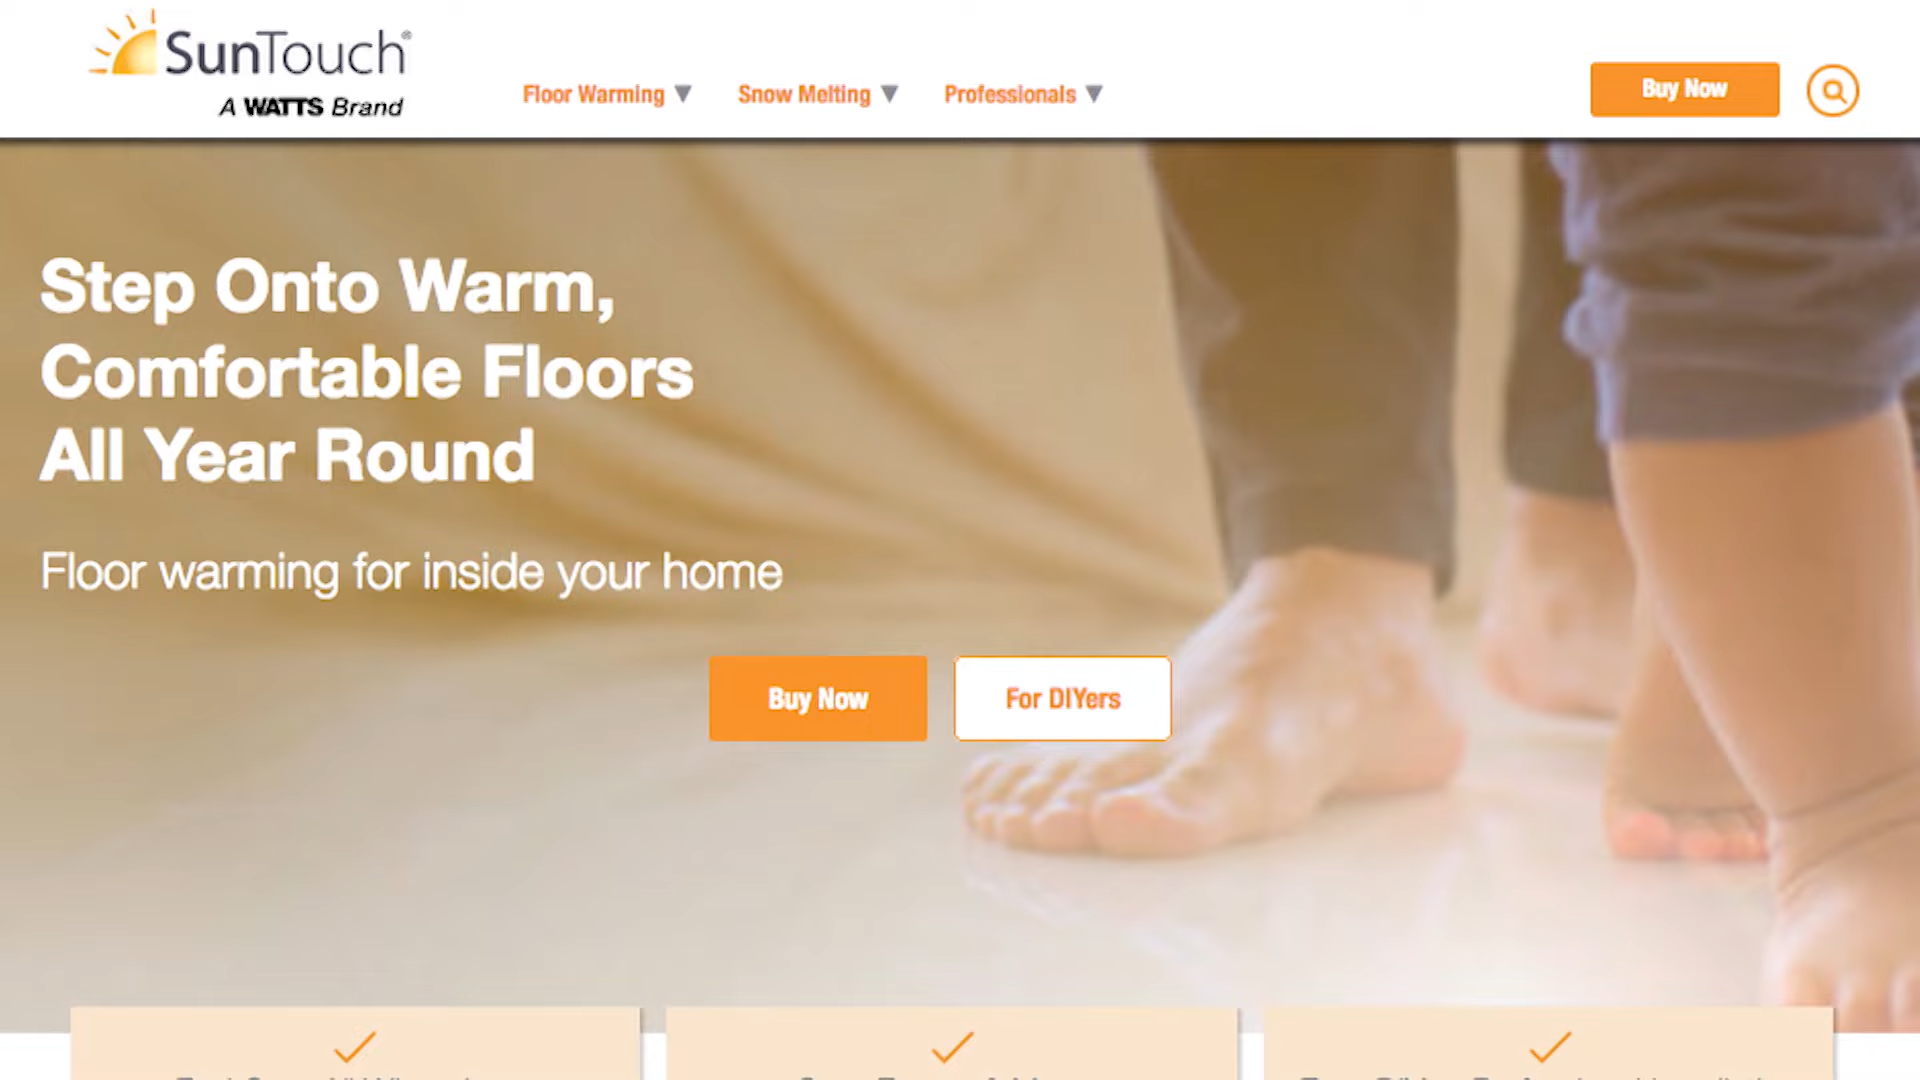 SunTouch®
A WATTS Brand
Floor Warming
Snow Melting
Professionals
Buy Now
Step Onto Warm,
Comfortable Floors
All Year Round
Floor warming for inside your home
Buy Now
For DIYers